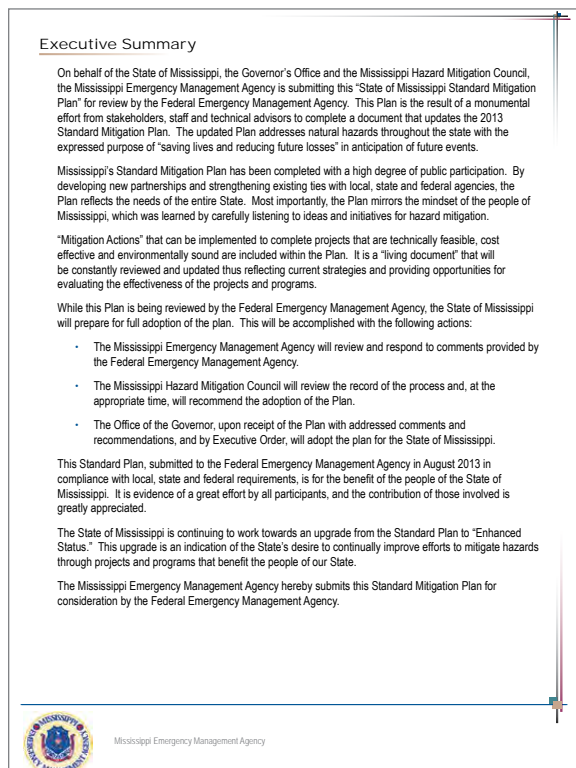 Executive Summary
On behalf of the State of Mississippi, the Governor's Office and the Mississippi Hazard Mitigation Council,
the Mississippi Emergency Management Agency is submitting this "State of Mississippi Standard Mitigation
Plan" for review by the Federal Emergency Management Agency.  This Plan is the result of a monumental
effort from stakeholders, staff and technical advisors to complete a document that updates the 2013
Standard Mitigation Plan.  The updated Plan addresses natural hazards throughout the state with the
expressed purpose of "saving lives and reducing future losses" in anticipation of future events.
Mississippi's Standard Mitigation Plan has been completed with a high degree of public participation.  By
developing new partnerships and strengthening existing ties with local, state and federal agencies, the
Plan reflects the needs of the entire State.  Most importantly, the Plan mirrors the mindset of the people of
Mississippi, which was learned by carefully listening to ideas and initiatives for hazard mitigation.
"Mitigation Actions" that can be implemented to complete projects that are technically feasible, cost
effective and environmentally sound are included within the Plan.  It is a "living document" that will
be constantly reviewed and updated thus reflecting current strategies and providing opportunities for
evaluating the effectiveness of the projects and programs.
While this Plan is being reviewed by the Federal Emergency Management Agency, the State of Mississippi
will prepare for full adoption of the plan.  This will be accomplished with the following actions:
• The Mississippi Emergency Management Agency will review and respond to comments provided by
the Federal Emergency Management Agency.
• The Mississippi Hazard Mitigation Council will review the record of the process and, at the
appropriate time, will recommend the adoption of the Plan.
• The Office of the Governor, upon receipt of the Plan with addressed comments and
recommendations, and by Executive Order, will adopt the plan for the State of Mississippi.
This Standard Plan, submitted to the Federal Emergency Management Agency in August 2013 in
compliance with local, state and federal requirements, is for the benefit of the people of the State of
Mississippi.  It is evidence of a great effort by all participants, and the contribution of those involved is
greatly appreciated.
The State of Mississippi is continuing to work towards an upgrade from the Standard Plan to "Enhanced
Status."  This upgrade is an indication of the State's desire to continually improve efforts to mitigate hazards
through projects and programs that benefit the people of our State.
The Mississippi Emergency Management Agency hereby submits this Standard Mitigation Plan for
consideration by the Federal Emergency Management Agency.
MISSISSIPPI
Mississippi Emergency Management Agency